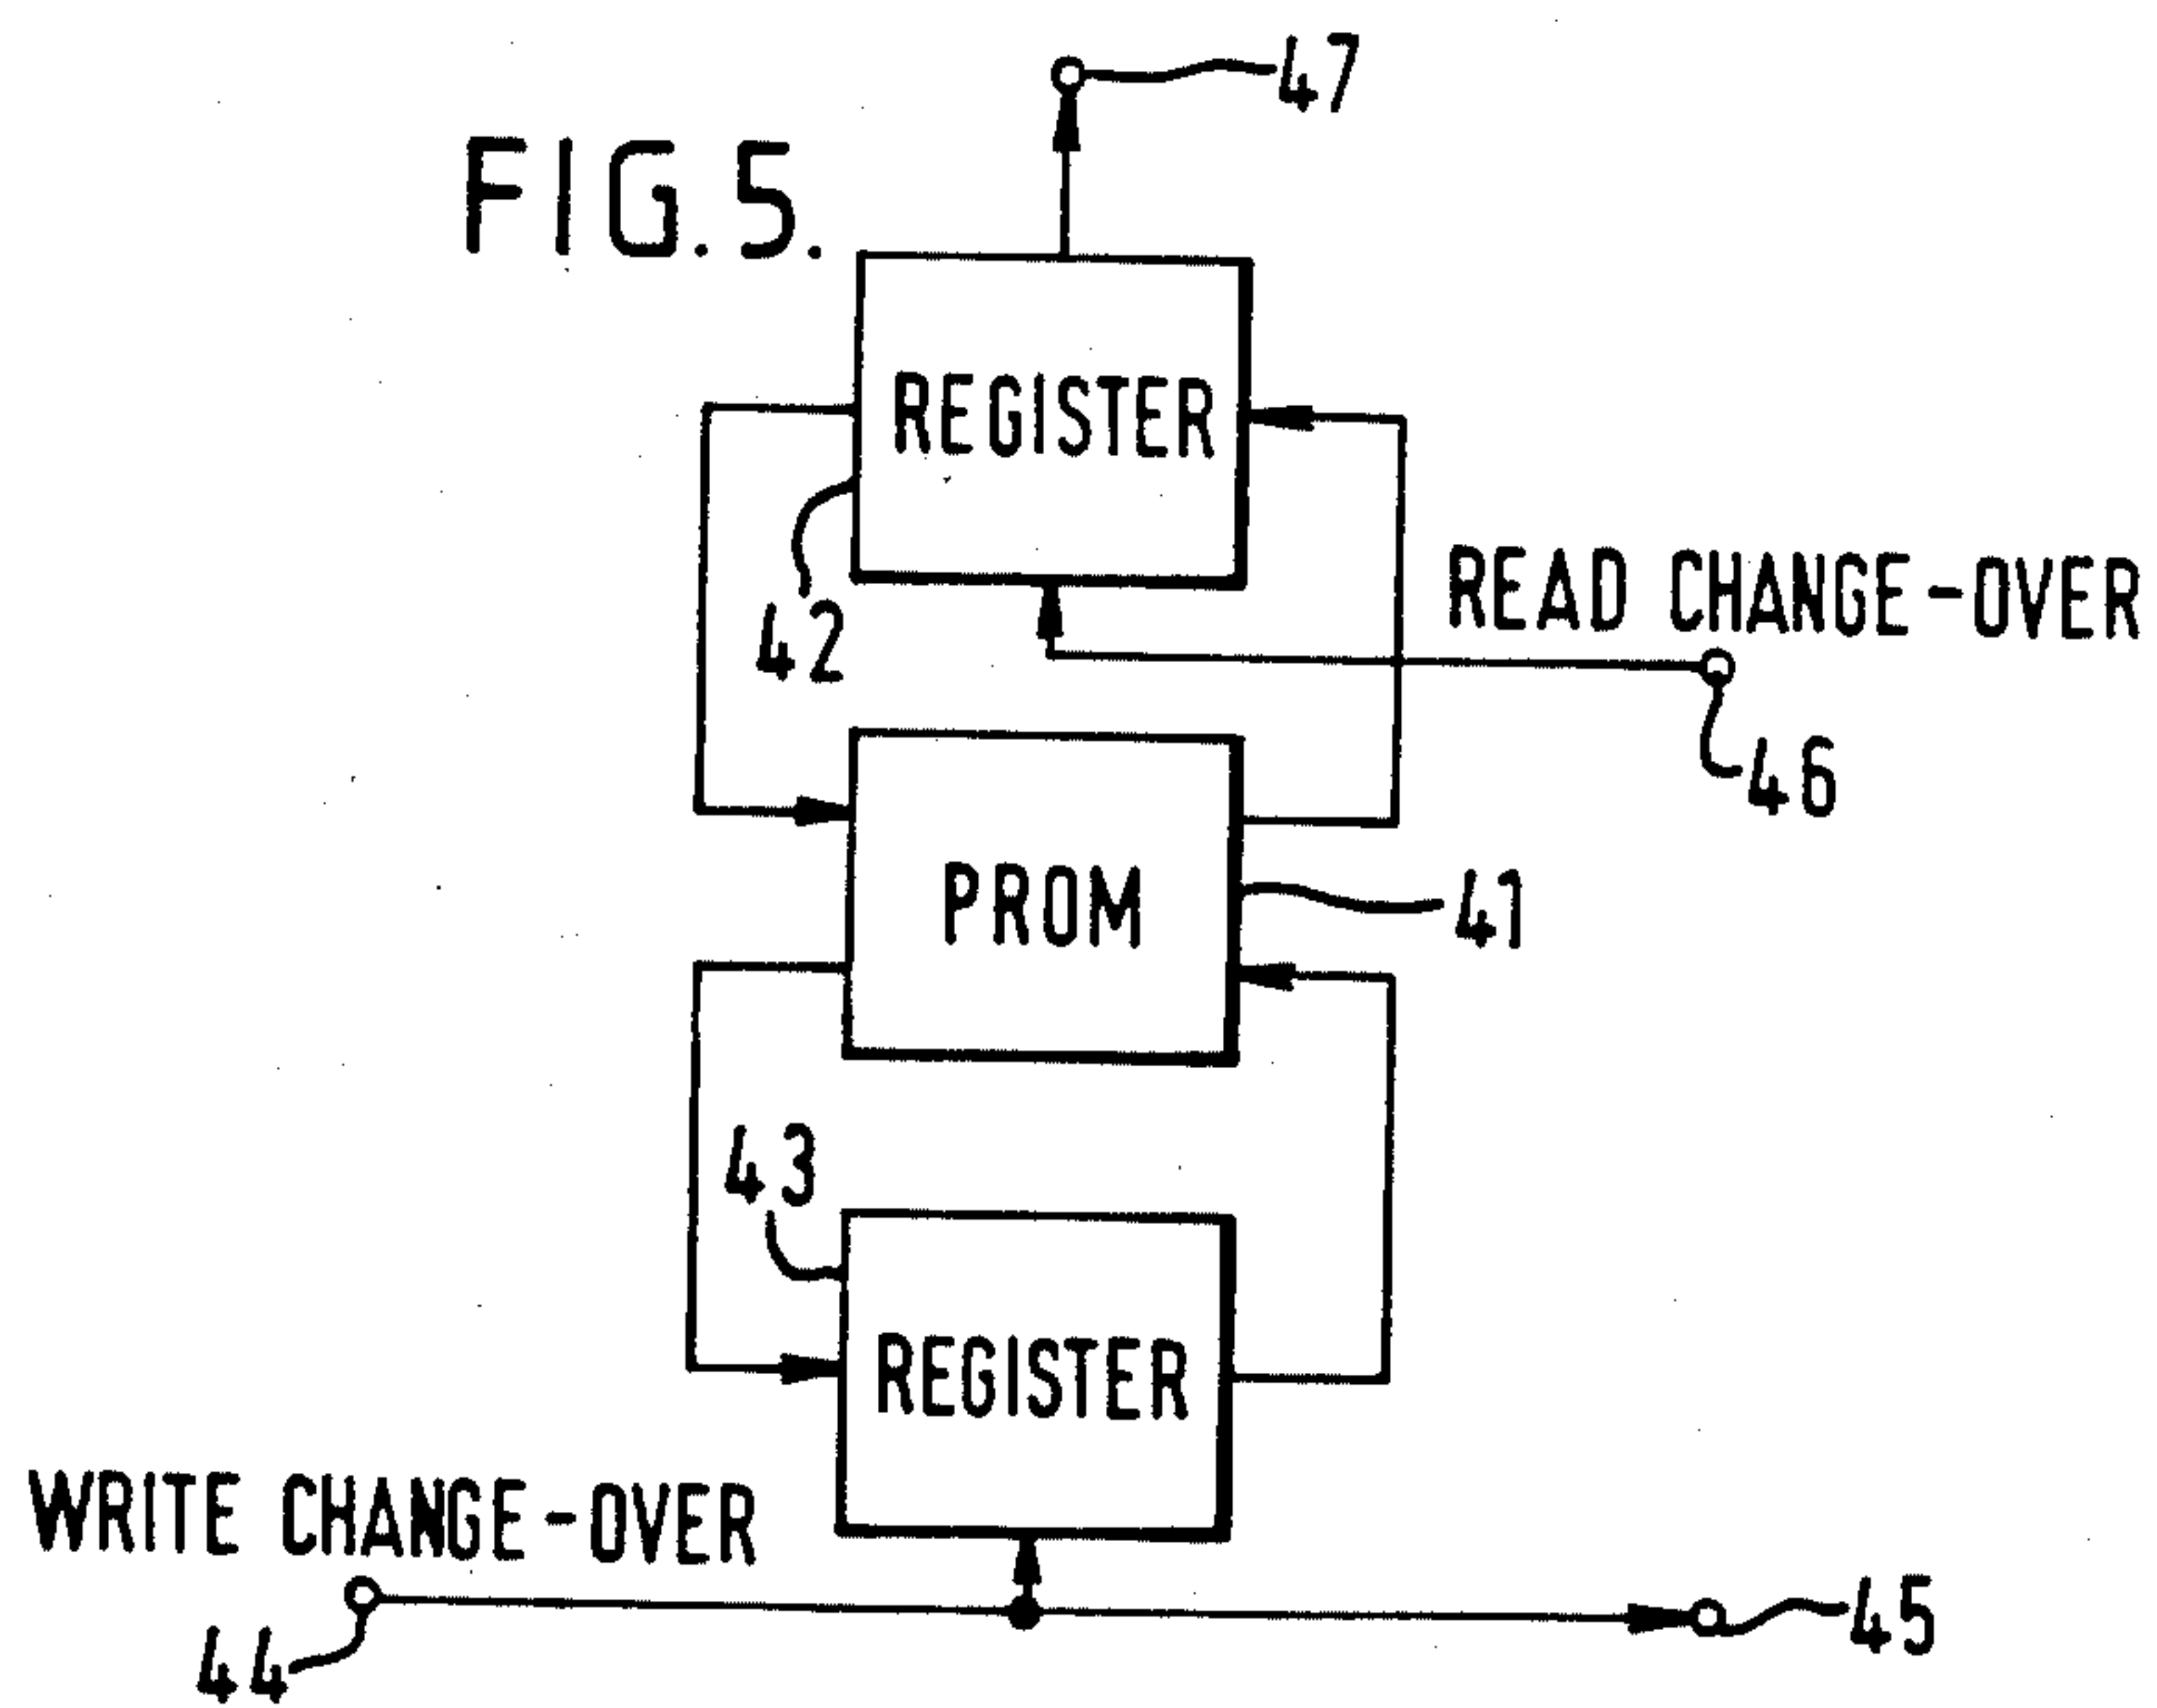 47
FIG.5.
REGISTER
READ CHANGE-OVER
42
46
PROM
41
43
REGISTER
WRITE CHANGE-OVER
45
44